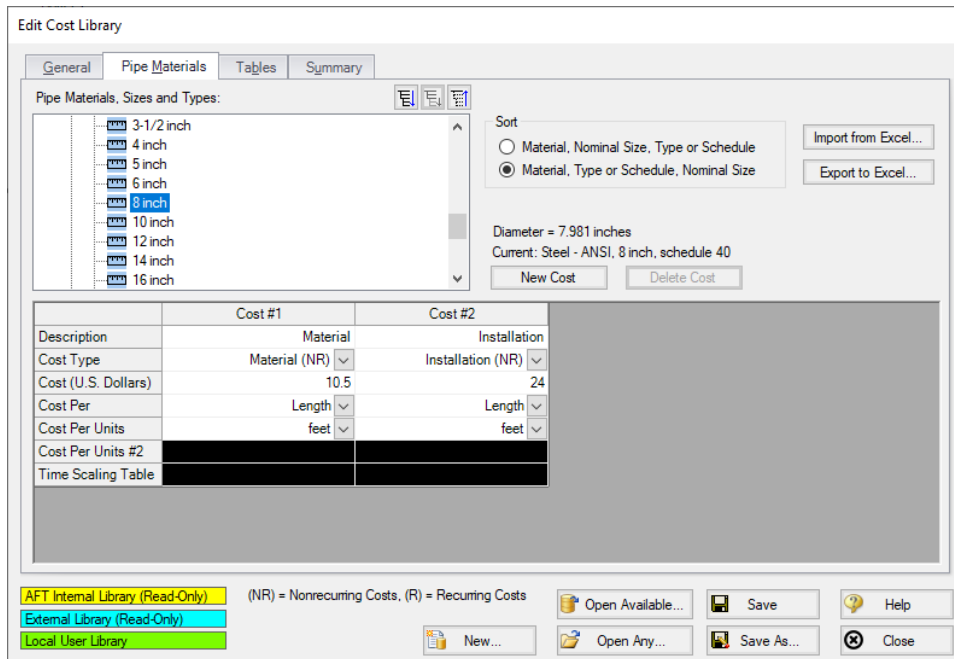 Edit Cost Library
General Pipe Materials Tables Summary
Pipe Materials, Sizes and Types:
3-1/2 inch
4 inch
5 inch
6 inch
8 inch
10 inch
12 inch
14 inch
16 inch
Sort
Material, Nominal Size, Type or Schedule
Material, Type or Schedule, Nominal Size
Import from Excel...
Export to Excel...
Diameter = 7.981 inches
Current: Steel - ANSI, 8 inch, schedule 40
New Cost Delete Cost
Cost #1 Cost #2
Description Material Installation
Cost Type Material (NR) Installation (NR)
Cost (U.S. Dollars) 10.5 24
Cost Per Length Length
Cost Per Units feet feet
Cost Per Units #2
Time Scaling Table
AFT Internal Library (Read-Only) (NR) = Nonrecurring Costs, (R) = Recurring Costs
External Library (Read-Only)
Local User Library
Open Available... Save Help
New... Open Any... Save As... Close